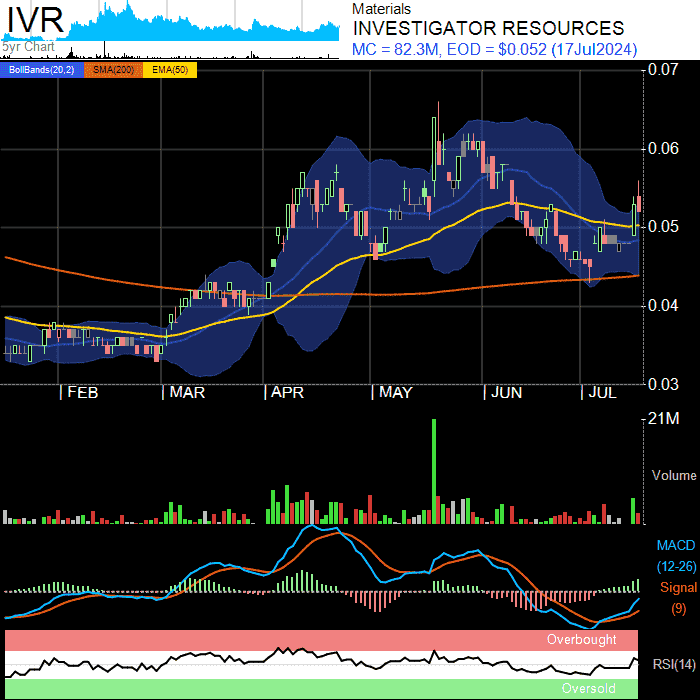 IVR
5yr Chart
Materials
INVESTIGATOR RESOURCES
MC = 82.3M, EOD = $0.052 (17Jul2024)
BollBands(20,2) SMA(200) EMA(50)
0.07
0.06
0.05
0.04
0.03
FEB MAR APR MAY JUN JUL
21M
Volume
MACD
(12-26)
Signal
(9)
Overbought
RSI(14)
Oversold